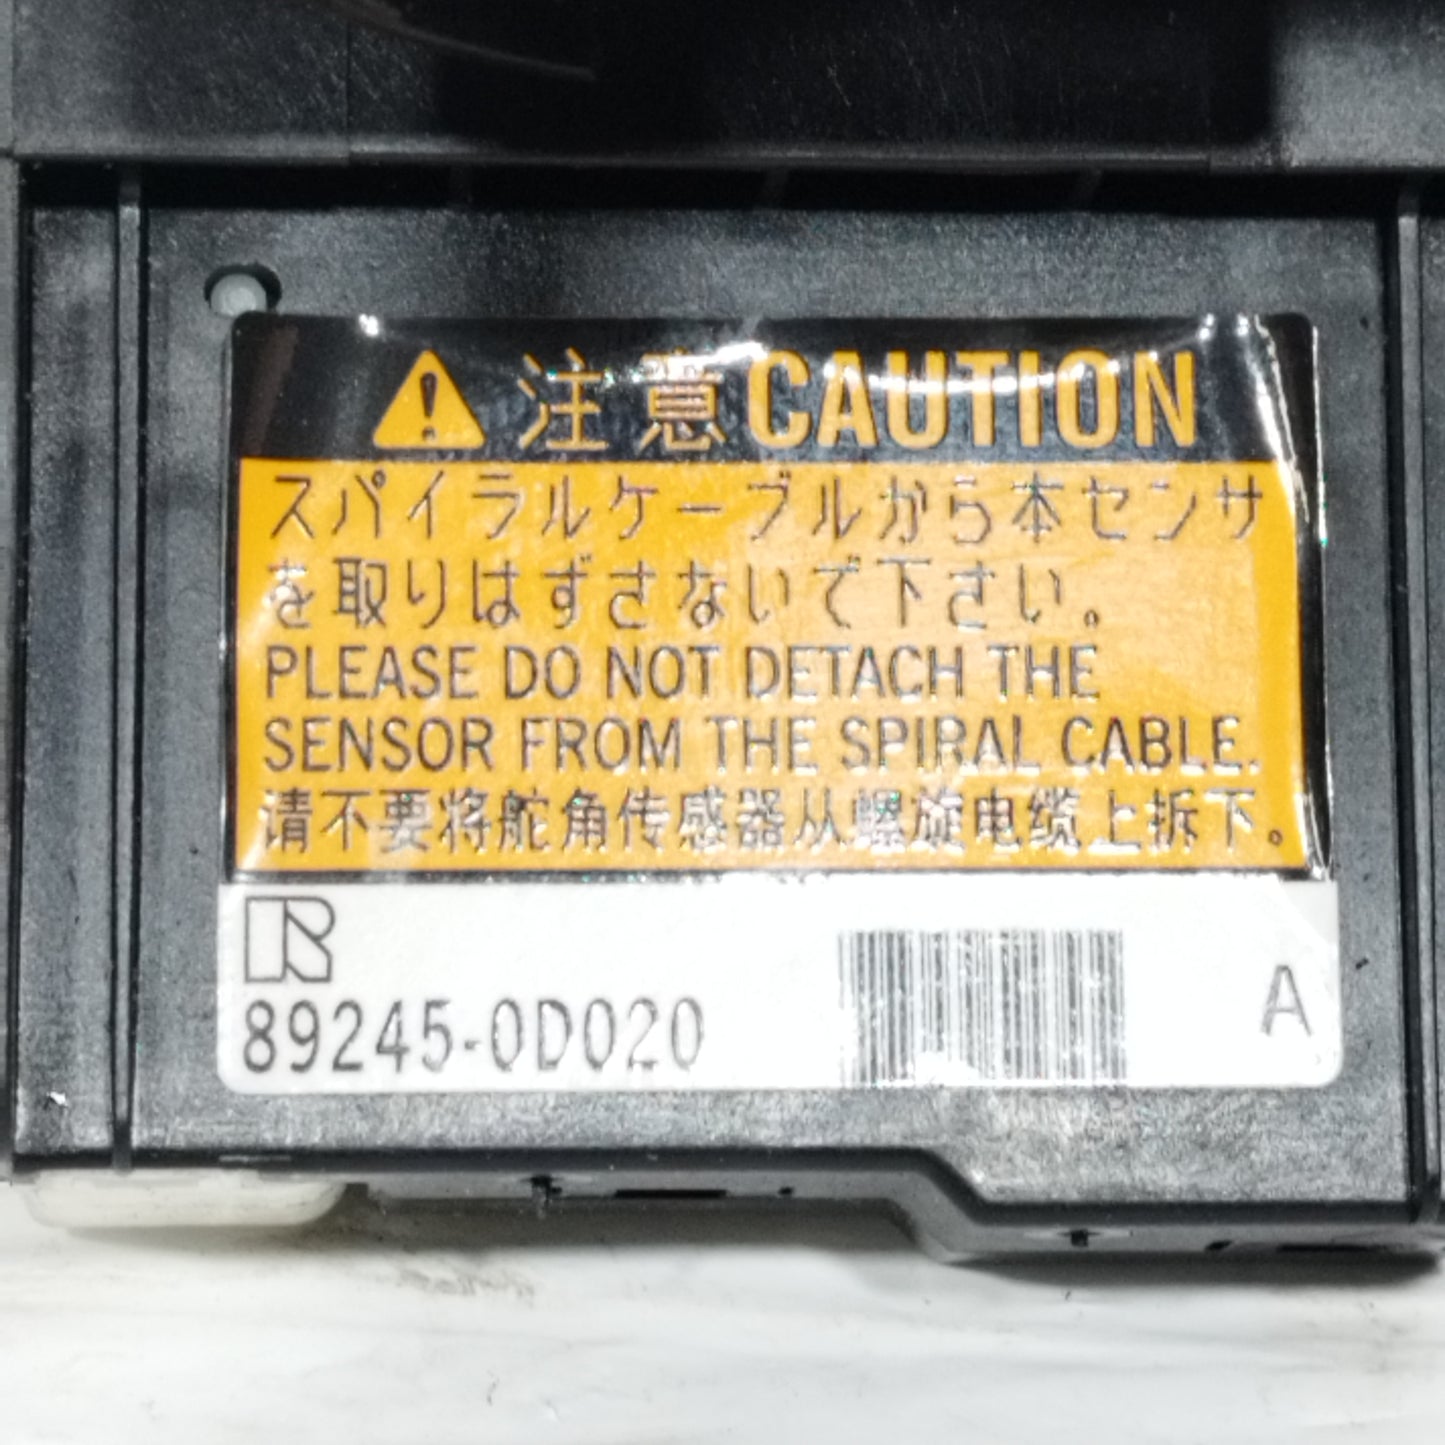 注意 CAUTION
スパイラルケーブルから本センサ
を取りはずさないで下さい。
PLEASE DO NOT DETACH THE
SENSOR FROM THE SPIRAL CABLE.
请不要将舵角传感器从螺旋电缆上拆下。
R
89245-0D020
A